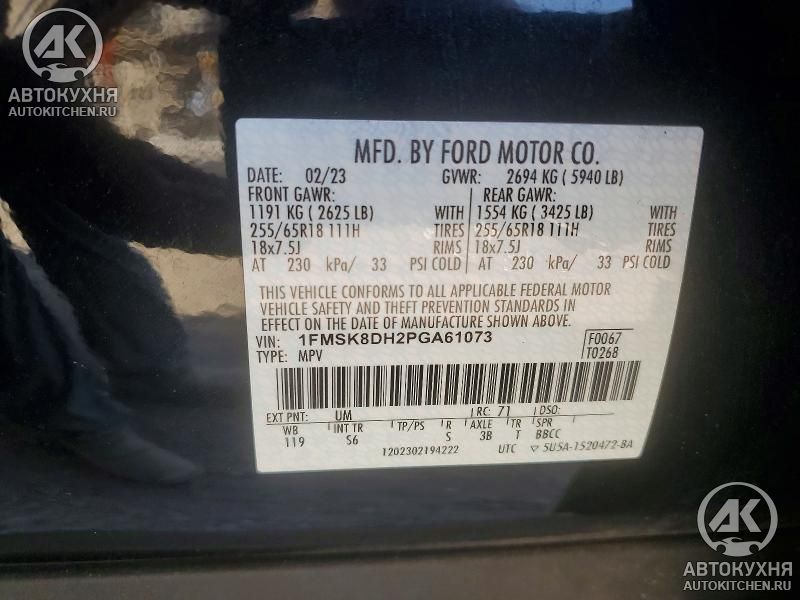 АК
АВТОКУХНЯ
AUTOKITCHEN.RU
MFD. BY FORD MOTOR CO.
DATE: 02/23 GVWR: 2694 KG ( 5940 LB)
FRONT GAWR: REAR GAWR:
1191 KG ( 2625 LB) WITH 1554 KG ( 3425 LB) WITH
255/65R18 111H TIRES 255/65R18 111H TIRES
18x7.5J RIMS 18x7.5J RIMS
AT 230 kPa/ 33 PSI COLD AT 230 kPa/ 33 PSI COLD
THIS VEHICLE CONFORMS TO ALL APPLICABLE FEDERAL MOTOR
VEHICLE SAFETY AND THEFT PREVENTION STANDARDS IN
EFFECT ON THE DATE OF MANUFACTURE SHOWN ABOVE.
VIN: 1FMSK8DH2PGA61073 F0067
TYPE: MPV T0268
EXT PNT: UM RC: 71 DSO:
WB INT TR TP/PS R AXLE TR SPR
119 S6 S 3B T BBCC
1202302194222 UTC 5U5A-1520472-BA
АК
АВТОКУХНЯ
AUTOKITCHEN.RU